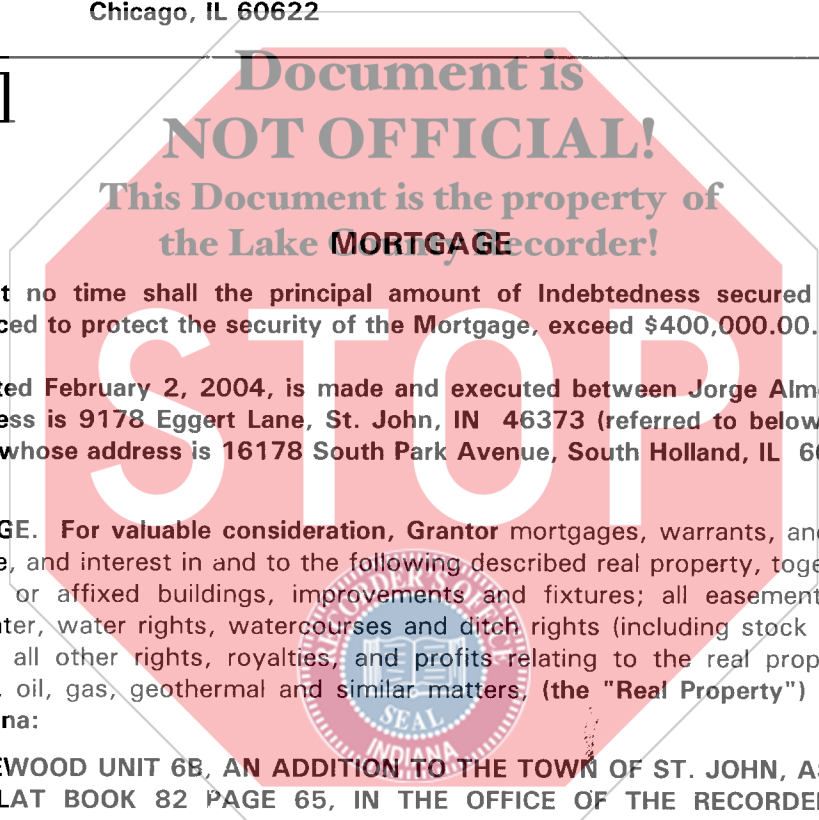 Chicago, IL 60622
]
Document is
NOT OFFICIAL!
This Document is the property of
the Lake County Recorder!
MORTGAGE
t no time shall the principal amount of Indebtedness secured
ced to protect the security of the Mortgage, exceed $400,000.00.
STOP
ted February 2, 2004, is made and executed between Jorge Alm
ess is 9178 Eggert Lane, St. John, IN 46373 (referred to below
whose address is 16178 South Park Avenue, South Holland, IL 60
GE. For valuable consideration, Grantor mortgages, warrants, and
e, and interest in and to the following described real property, toge
or affixed buildings, improvements and fixtures; all easement
ter, water rights, watercourses and ditch rights (including stock
all other rights, royalties, and profits relating to the real prop
, oil, gas, geothermal and similar matters, (the "Real Property")
na:
RECORDER'S OFFICE
SEAL
INDIANA
EWOOD UNIT 6B, AN ADDITION TO THE TOWN OF ST. JOHN, AS
LAT BOOK 82 PAGE 65, IN THE OFFICE OF THE RECORDER